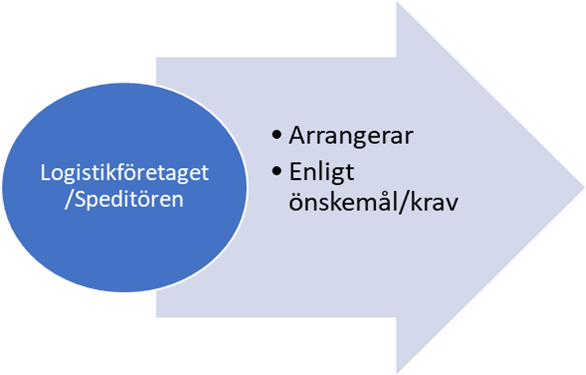 Logistikföretaget
/Speditören
• Arrangerar
• Enligt
önskemål/krav